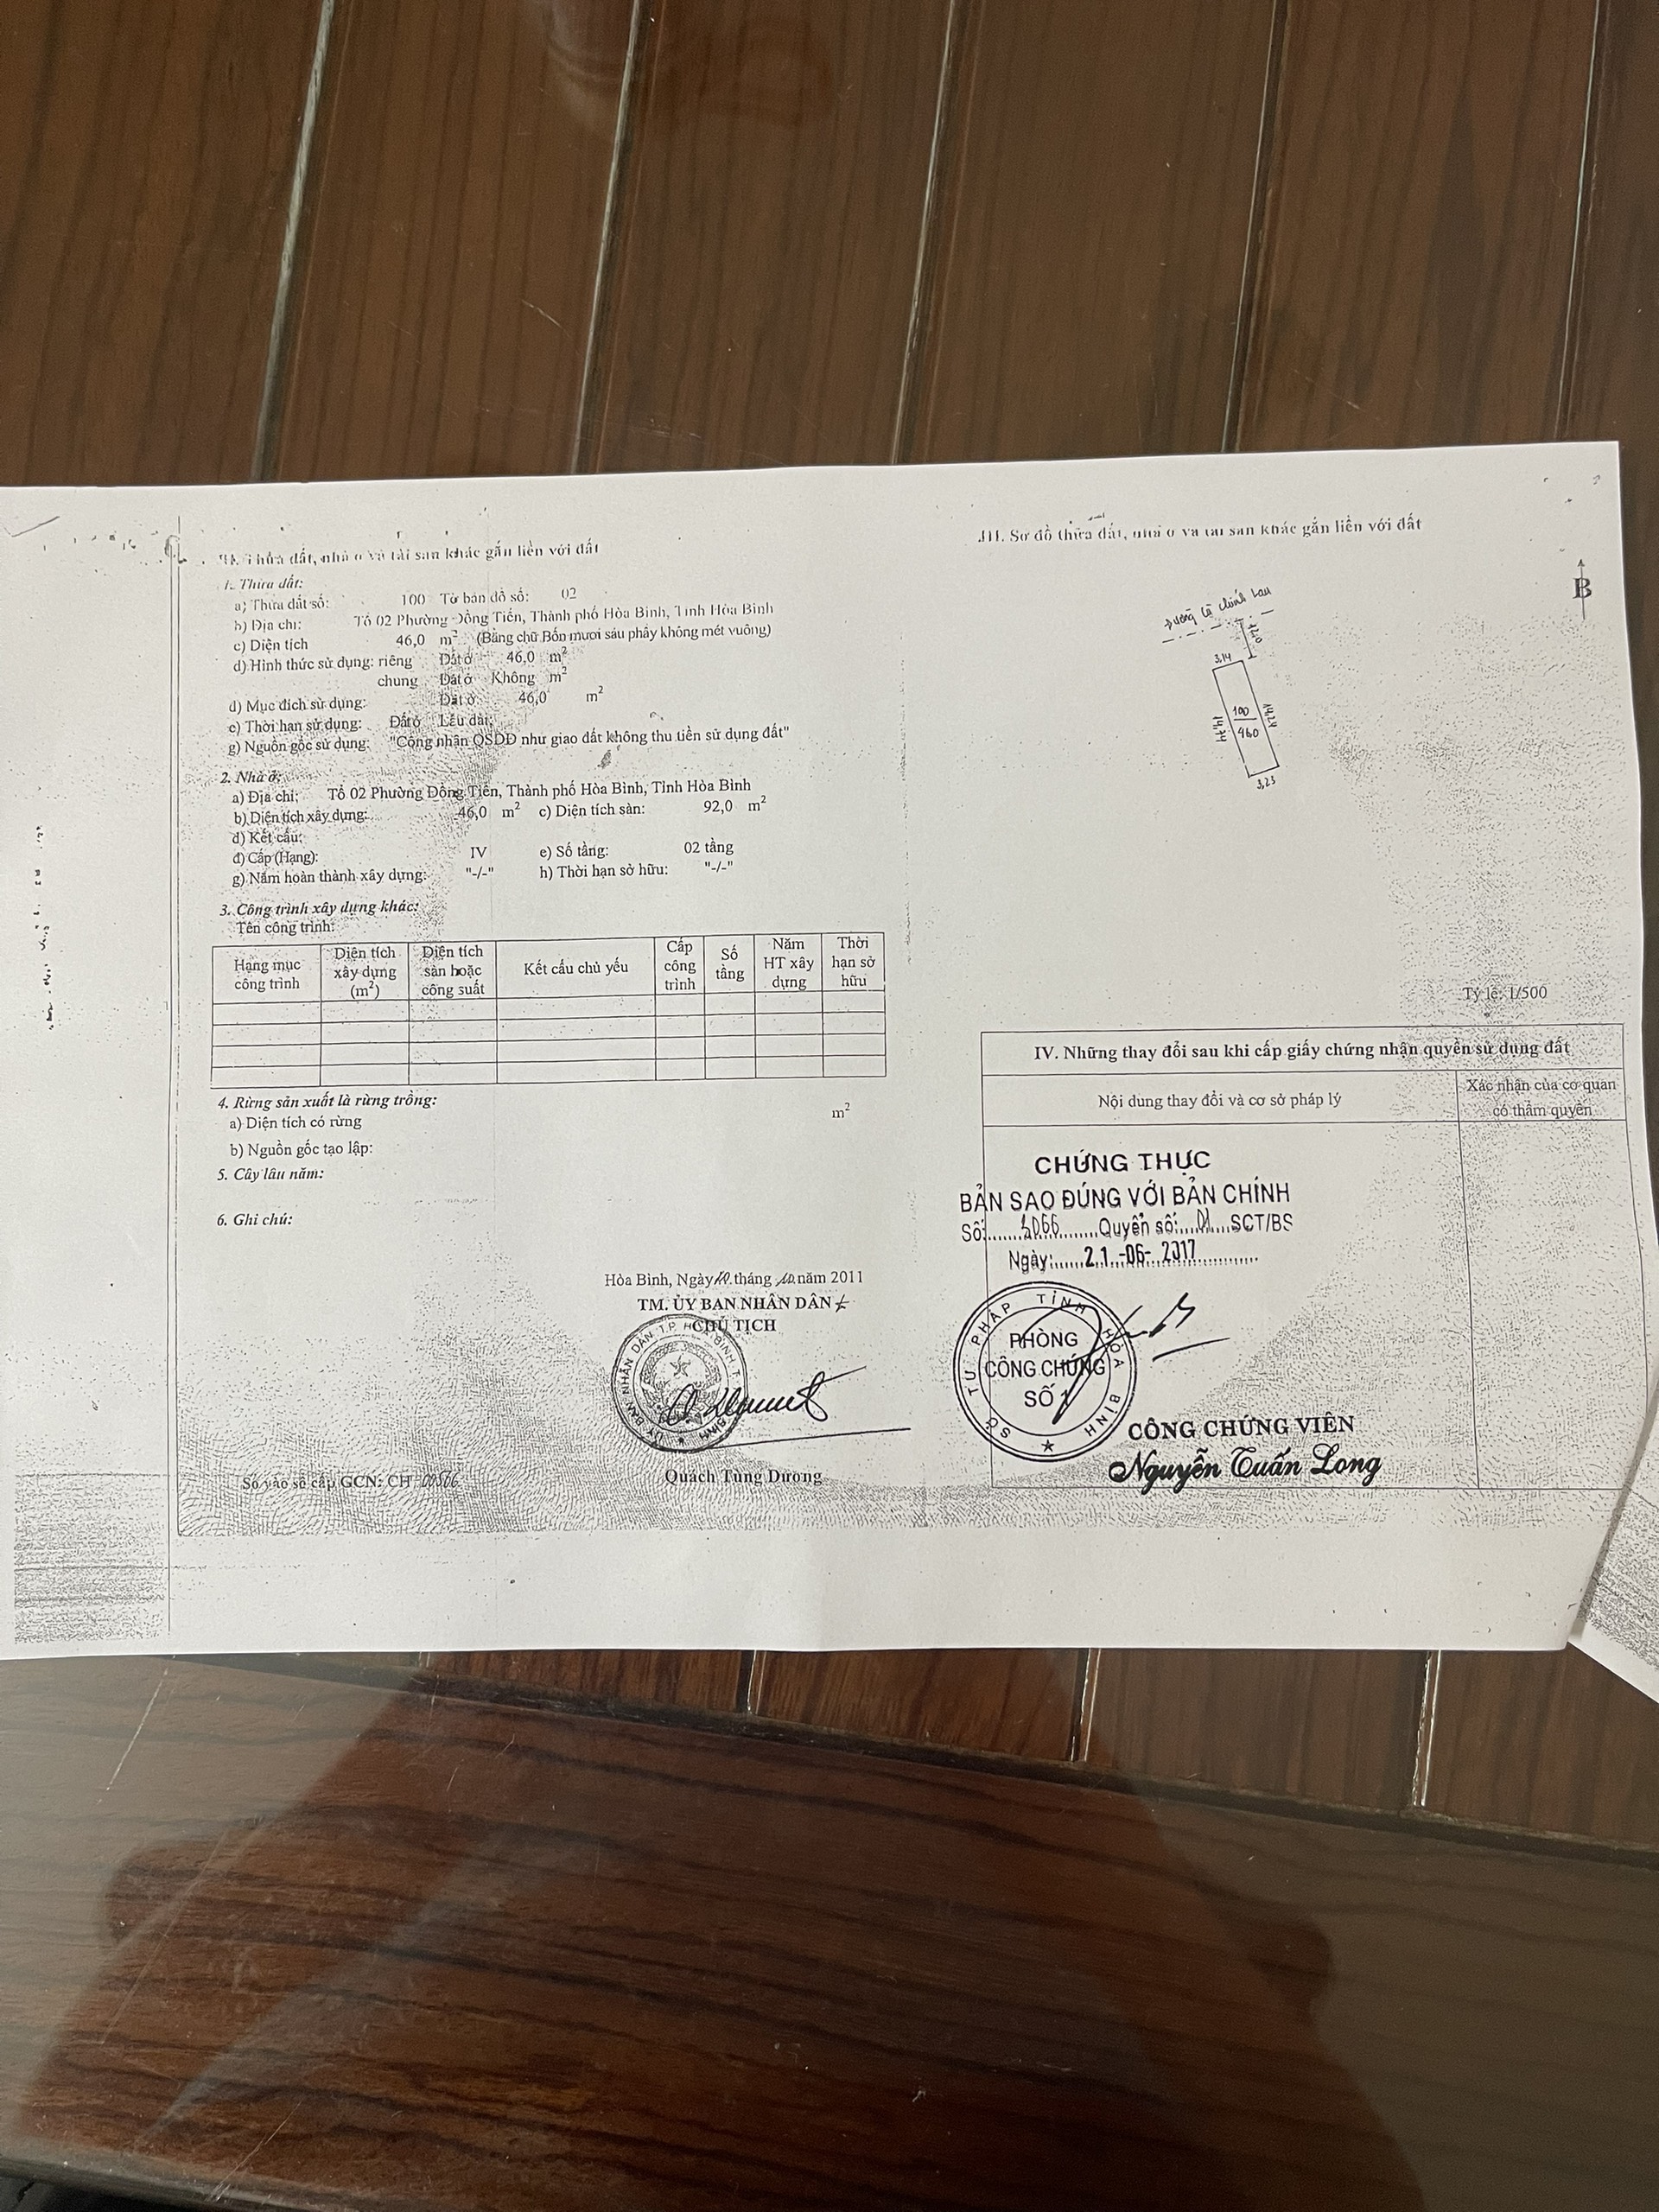 II. Thửa đất, nhà ở và tài sản khác gắn liền với đất
1. Thửa đất:
a) Thửa đất số: 100 Tờ bản đồ số: 02
b) Địa chỉ: Tổ 02 Phường Đồng Tiến, Thành phố Hòa Bình, Tỉnh Hòa Bình
c) Diện tích 46,0 m² (Bằng chữ Bốn mươi sáu phẩy không mét vuông)
d) Hình thức sử dụng: riêng Đất ở 46,0 m²
chung Đất ở Không m²
đ) Mục đích sử dụng: Đất ở 46,0 m²
e) Thời hạn sử dụng: Đất ở Lâu dài;
g) Nguồn gốc sử dụng: "Công nhận QSDĐ như giao đất không thu tiền sử dụng đất"
2. Nhà ở:
a) Địa chỉ: Tổ 02 Phường Đồng Tiến, Thành phố Hòa Bình, Tỉnh Hòa Bình
b) Diện tích xây dựng: 46,0 m² c) Diện tích sàn: 92,0 m²
d) Kết cấu:
đ) Cấp (Hạng): IV e) Số tầng: 02 tầng
g) Năm hoàn thành xây dựng: "-/-" h) Thời hạn sở hữu: "-/-"
3. Công trình xây dựng khác:
Tên công trình:
Hạng mục công trình Diện tích xây dựng (m²) Diện tích sàn hoặc công suất Kết cấu chủ yếu Cấp công trình Số tầng Năm HT xây dựng Thời hạn sở hữu
4. Rừng sản xuất là rừng trồng:
a) Diện tích có rừng m²
b) Nguồn gốc tạo lập:
5. Cây lâu năm:
6. Ghi chú:
Hòa Bình, Ngày 10 tháng 10 năm 2011
TM. ỦY BAN NHÂN DÂN
CHỦ TỊCH
Quách Tùng Dương
Số vào sổ cấp GCN: CH 00566
III. Sơ đồ thửa đất, nhà ở và tài sản khác gắn liền với đất
B
3,14
100
460
14,41
14,24
3,23
Tỷ lệ: 1/500
IV. Những thay đổi sau khi cấp giấy chứng nhận quyền sử dụng đất
Nội dung thay đổi và cơ sở pháp lý
Xác nhận của cơ quan có thẩm quyền
CHỨNG THỰC
BẢN SAO ĐÚNG VỚI BẢN CHÍNH
Số:.........Quyển số:...01...SCT/BS
Ngày:......21-06-2017
SỞ TƯ PHÁP TỈNH HÒA BÌNH
PHÒNG
CÔNG CHỨNG
SỐ 1
CÔNG CHỨNG VIÊN
Nguyễn Tuấn Long